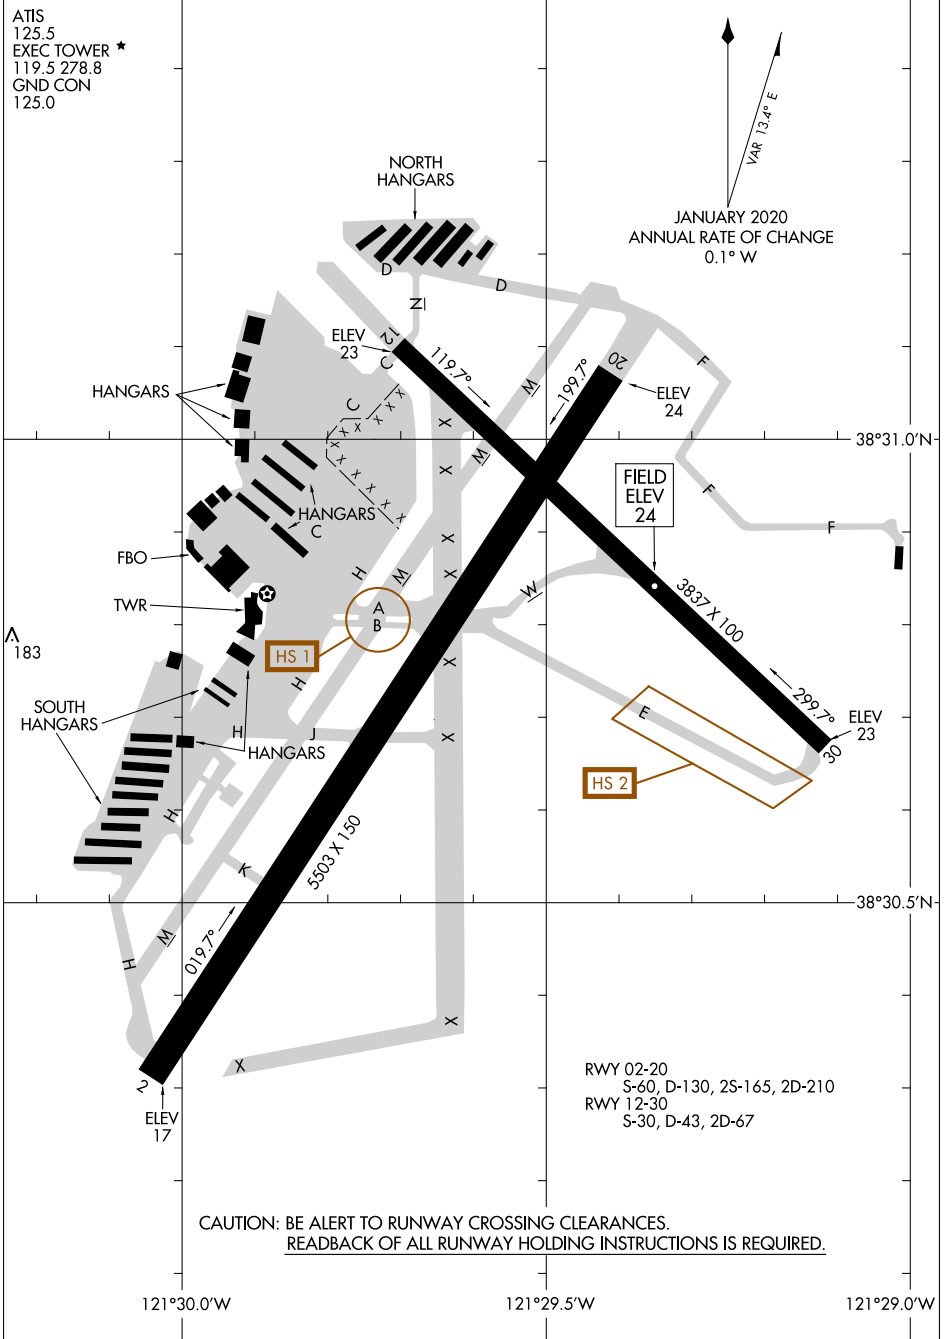 ATIS
125.5
EXEC TOWER ★
119.5 278.8
GND CON
125.0
VAR 13.4° E
JANUARY 2020
ANNUAL RATE OF CHANGE
0.1° W
NORTH
HANGARS
D
D
N
12
ELEV
23
C
119.7°
M
199.7°
20
ELEV
24
F
HANGARS
C
X X X X X
X
M
X
X
38°31.0'N
FIELD
ELEV
24
F
F
HANGARS
C
FBO
X
H
M
X
A
B
W
TWR
183
HS 1
3837 X 100
H
X
299.7°
ELEV
23
30
E
HS 2
SOUTH
HANGARS
H
HANGARS
J
X
H
5503 X 150
K
38°30.5'N
M
019.7°
H
X
X
2
ELEV
17
RWY 02-20
S-60, D-130, 2S-165, 2D-210
RWY 12-30
S-30, D-43, 2D-67
CAUTION: BE ALERT TO RUNWAY CROSSING CLEARANCES.
READBACK OF ALL RUNWAY HOLDING INSTRUCTIONS IS REQUIRED.
121°30.0'W
121°29.5'W
121°29.0'W